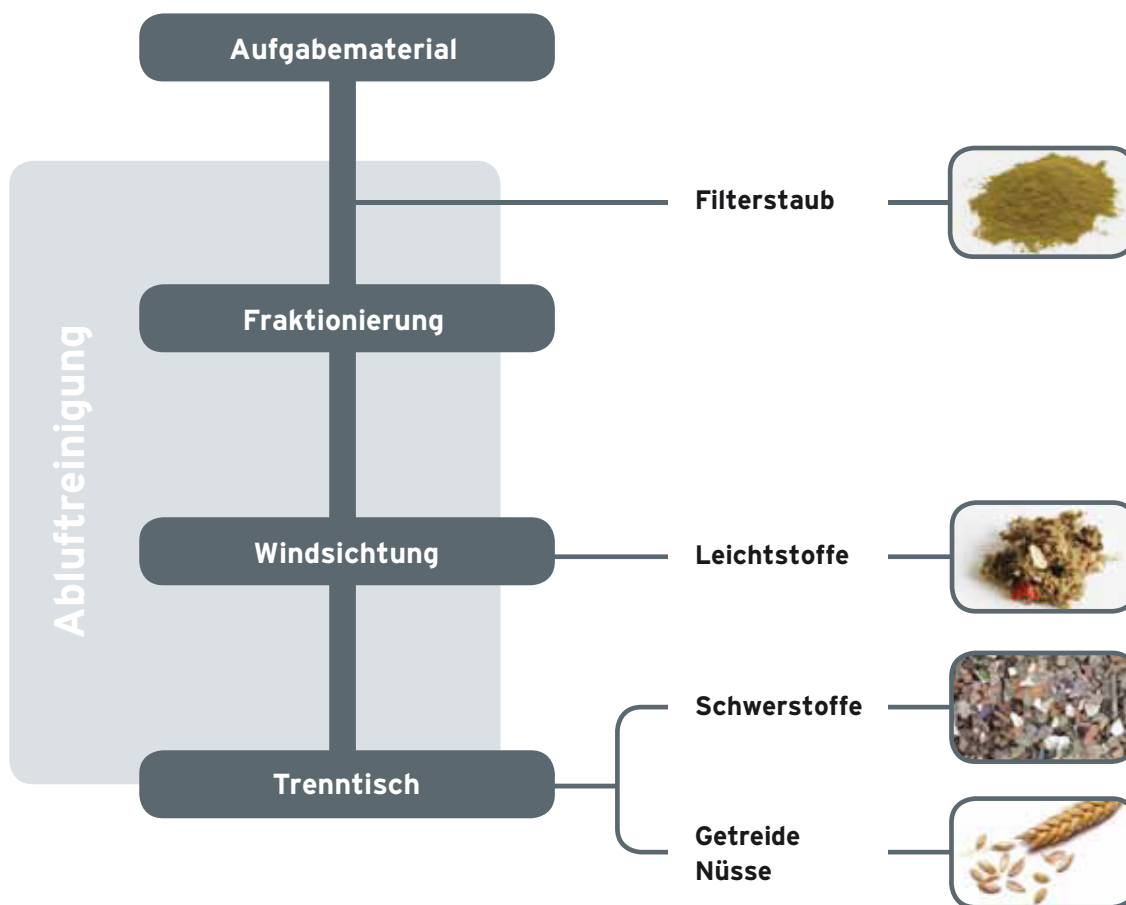 Aufgabematerial
Filterstaub
Fraktionierung
Abluftreinigung
Windsichtung
Leichtstoffe
Schwerstoffe
Trenntisch
Getreide
Nüsse